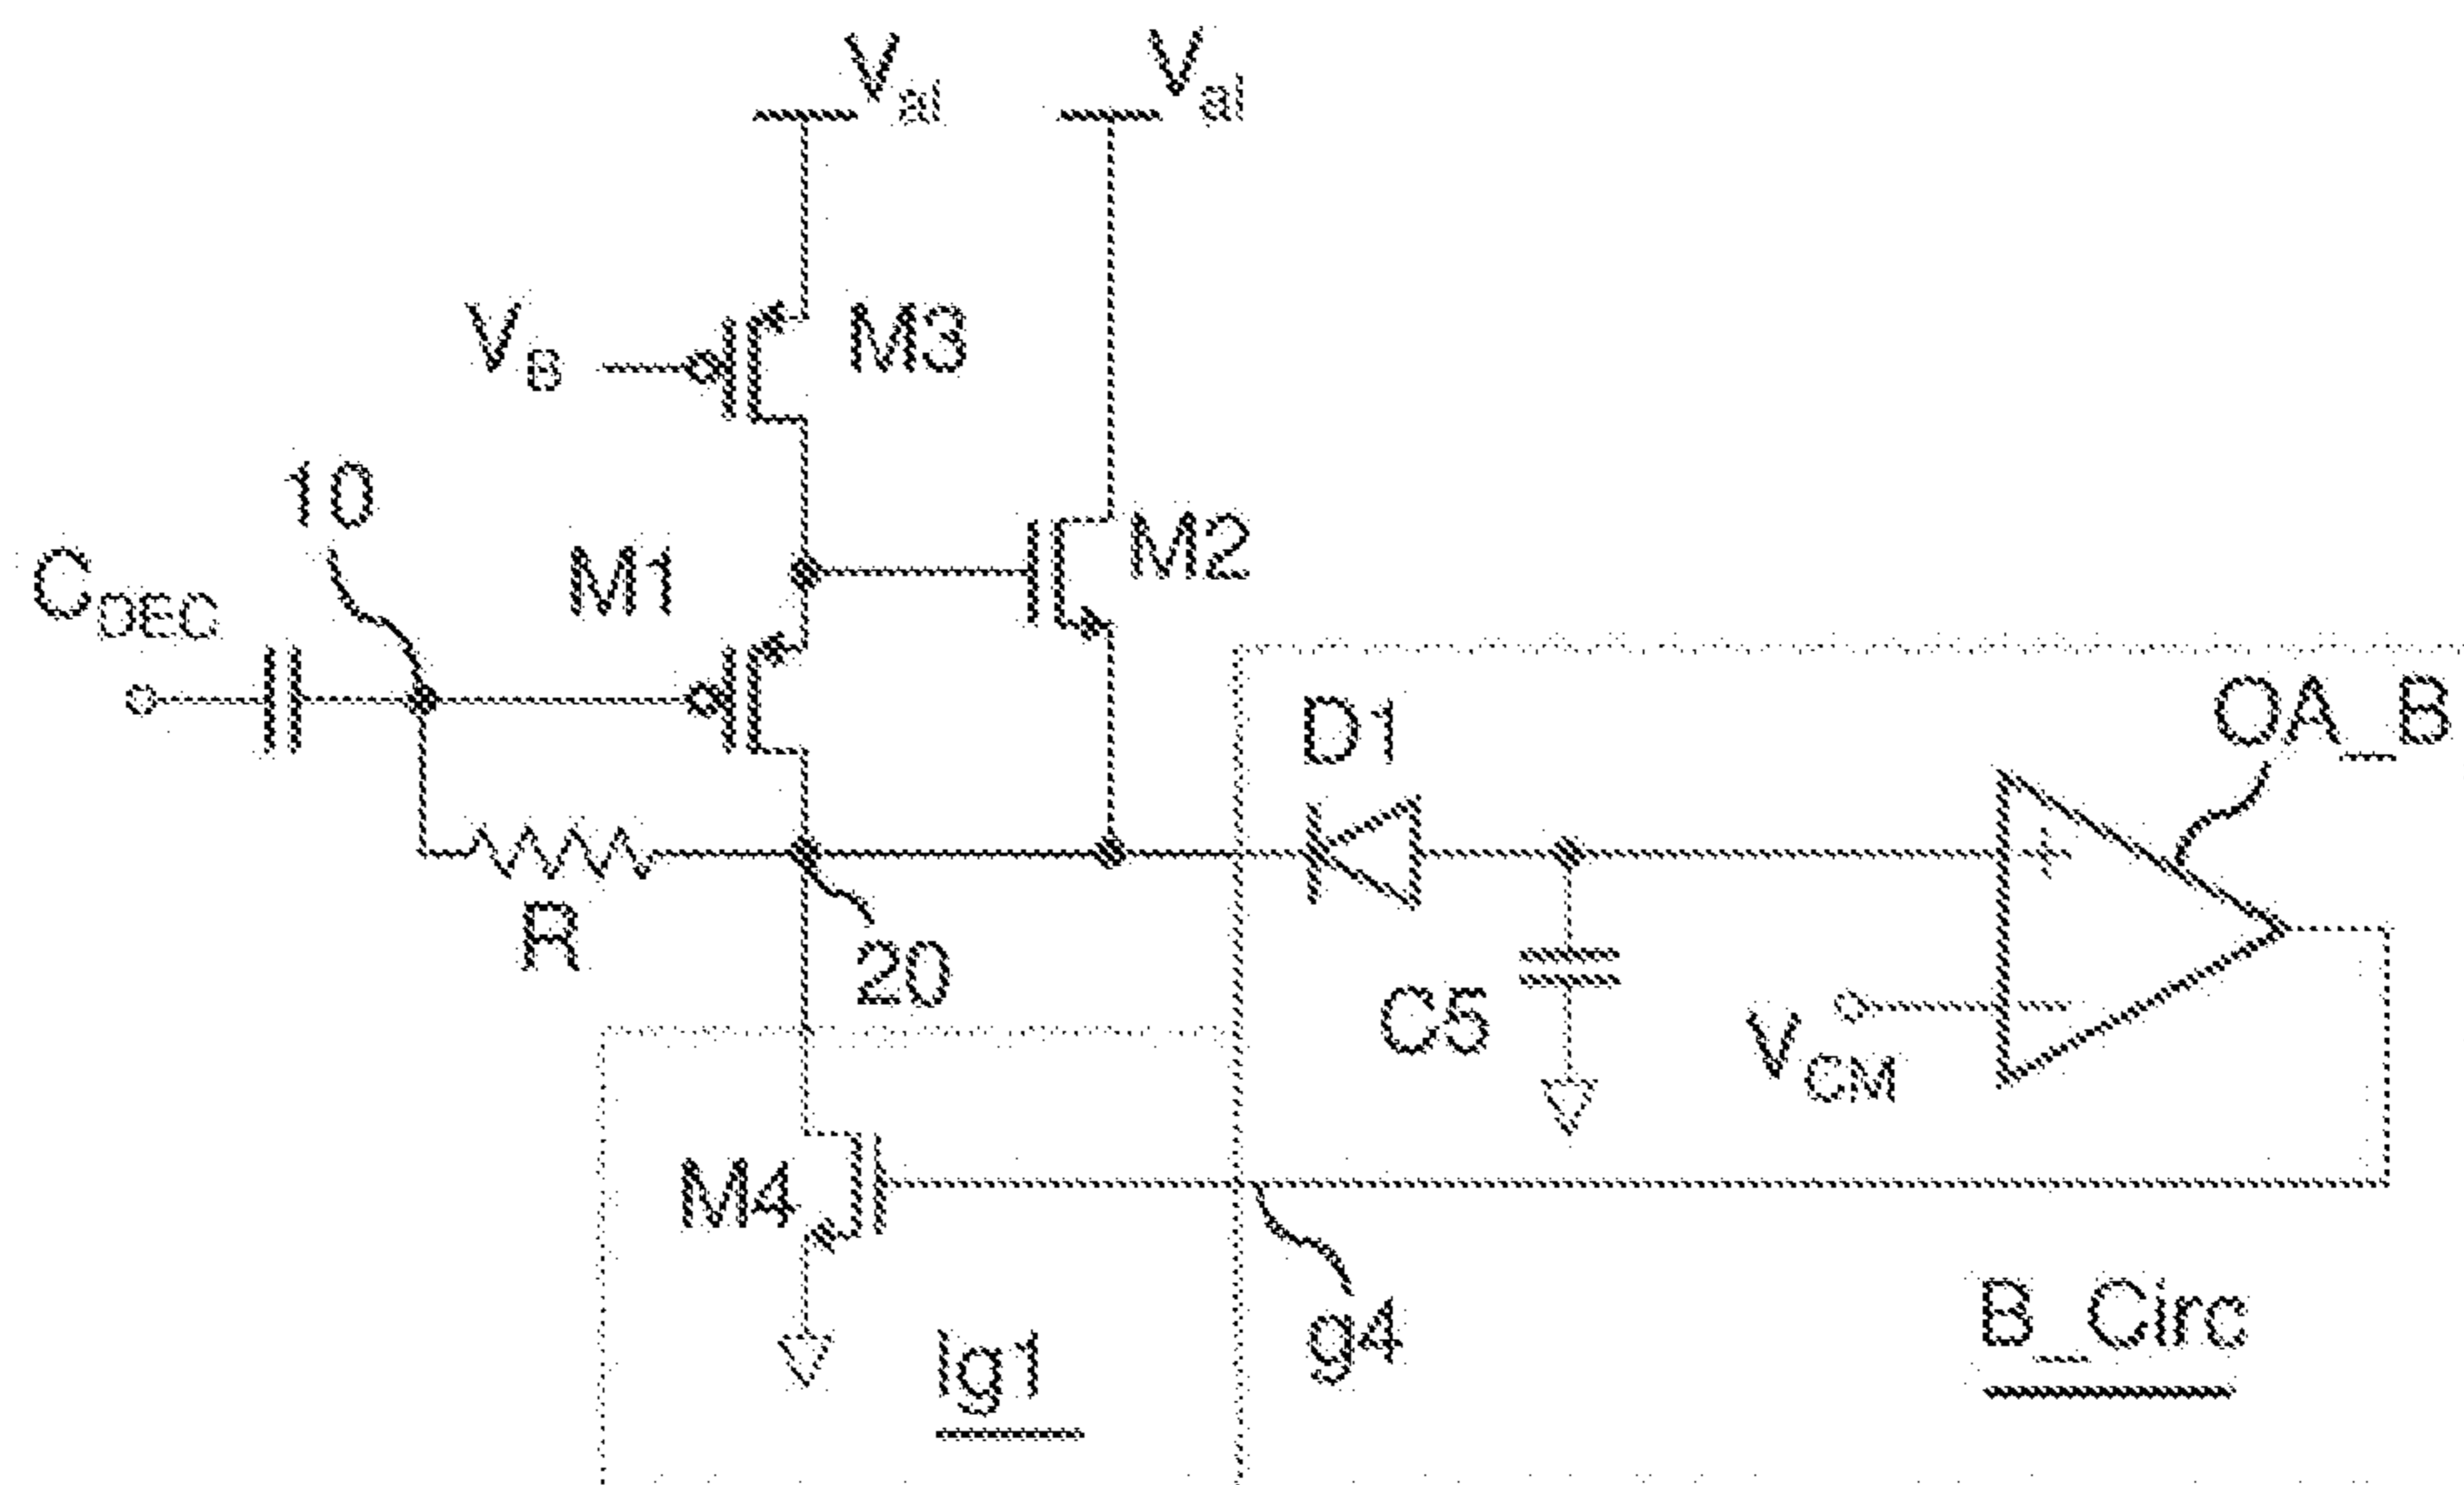 Val
Val
VB
M3
10
M1
M2
CDEC
D1
OA_B
+
R
20
C5
VCM
−
M4
g4
Ig1
B_Circ